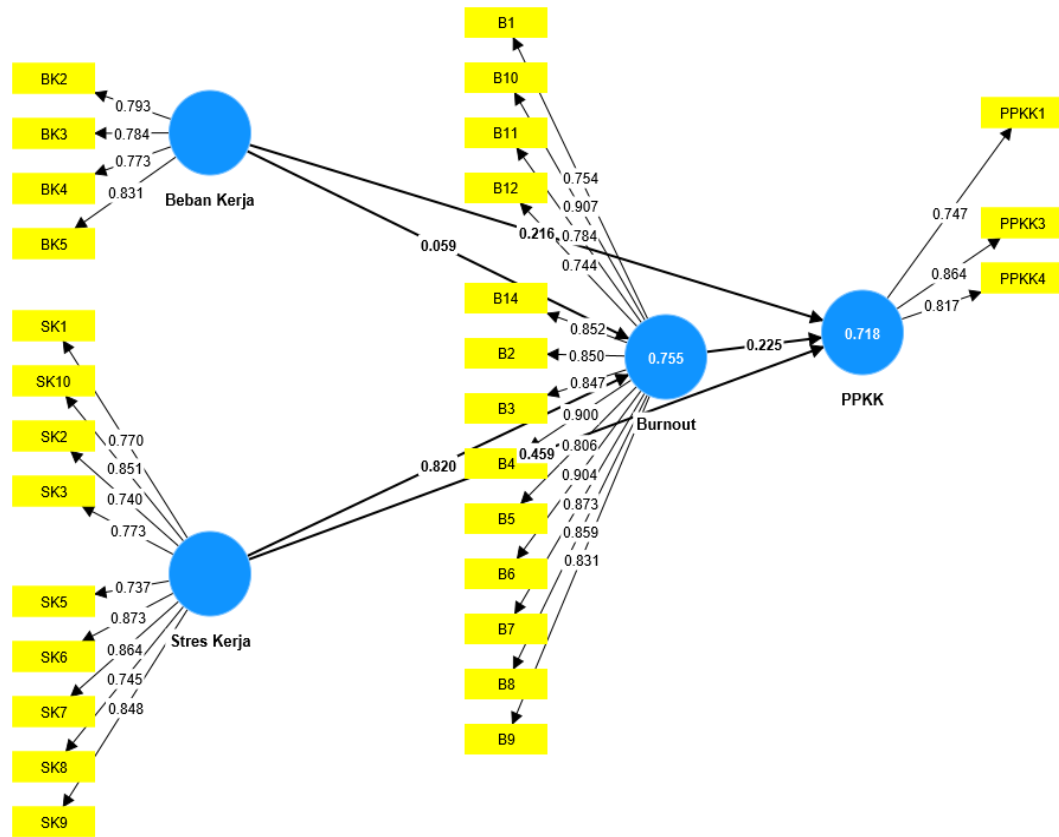 B1
B10
B11
B12
B14
B2
B3
B4
B5
B6
B7
B8
B9
BK2
BK3
BK4
BK5
0.793
0.784
0.773
0.831
Beban Kerja
SK1
SK10
SK2
SK3
SK5
SK6
SK7
SK8
SK9
0.770
0.851
0.740
0.773
0.737
0.873
0.864
0.745
0.848
Stres Kerja
0.059
0.216
0.820
0.459
0.754
0.907
0.784
0.744
0.852
0.850
0.847
0.900
0.806
0.904
0.873
0.859
0.831
0.755
Burnout
0.225
0.718
PPKK
0.747
0.864
0.817
PPKK1
PPKK3
PPKK4